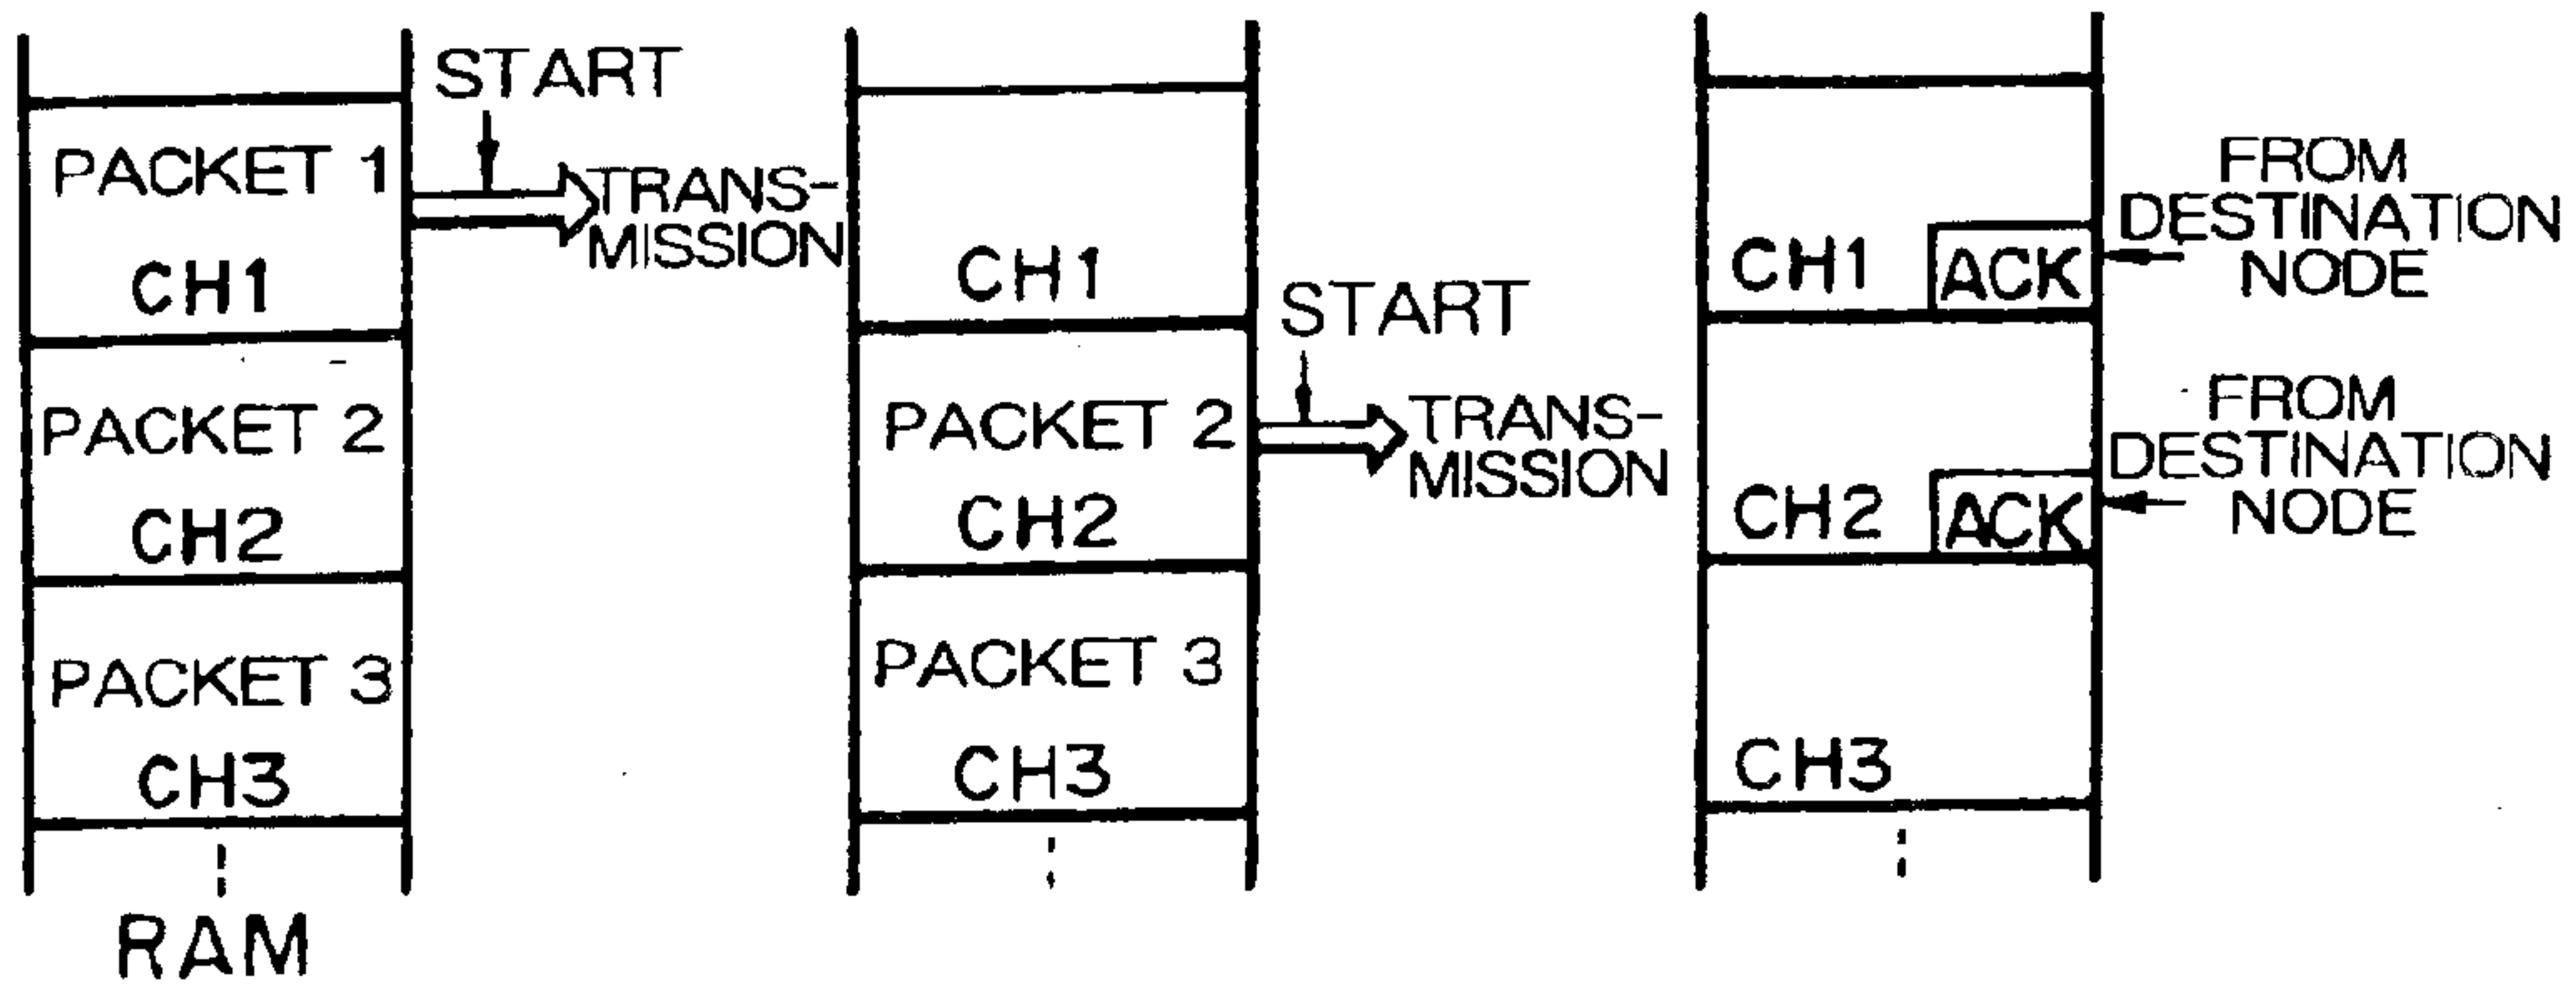 START
PACKET 1
TRANS-
MISSION
CH1
PACKET 2
CH2
PACKET 3
CH3
RAM
CH1
START
PACKET 2
TRANS-
MISSION
CH2
PACKET 3
CH3
FROM
DESTINATION
NODE
CH1
ACK
FROM
DESTINATION
NODE
CH2
ACK
CH3